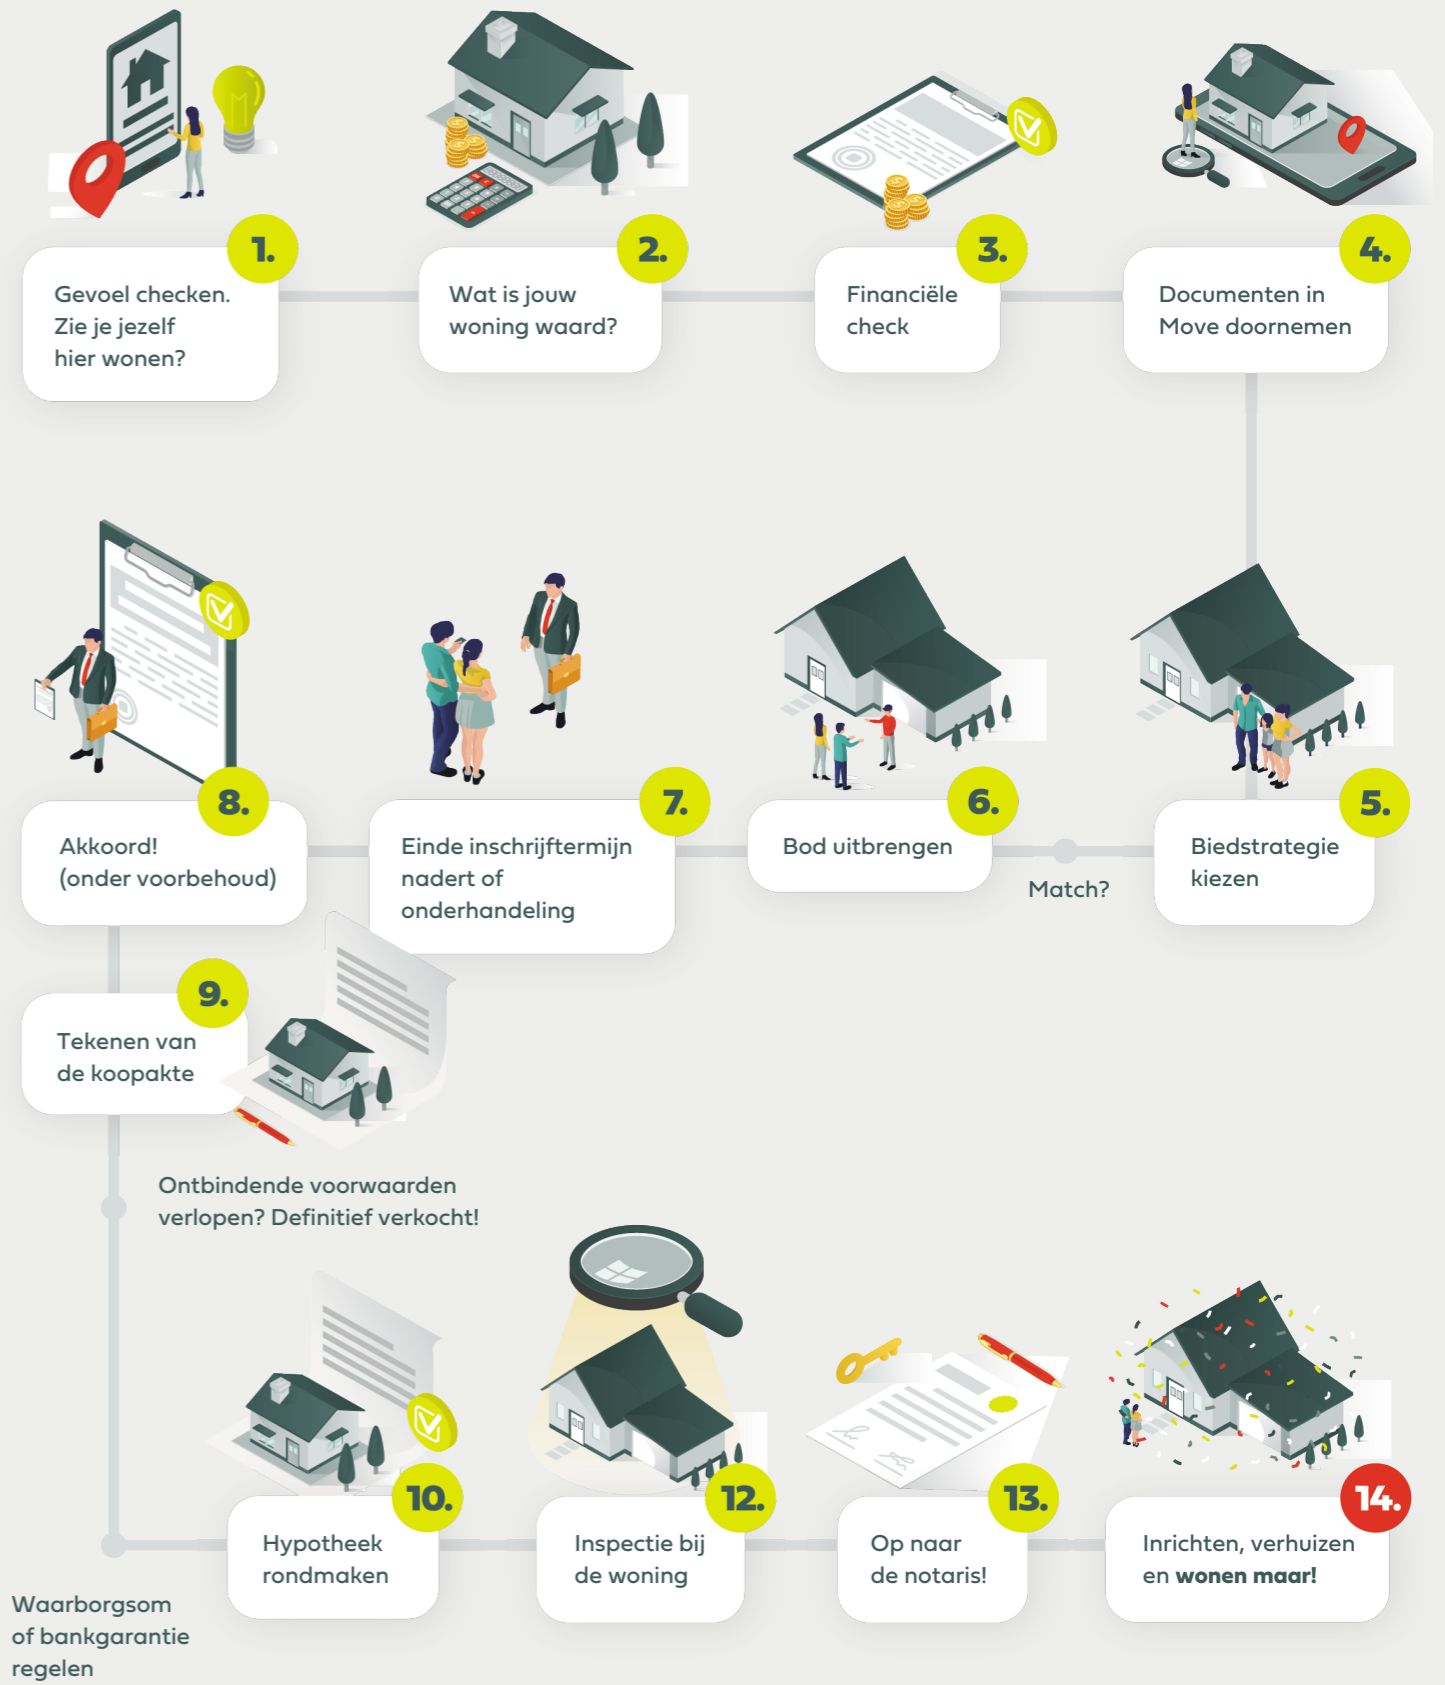 1.
Gevoel checken.
Zie je jezelf
hier wonen?
2.
Wat is jouw
woning waard?
3.
Financiële
check
4.
Documenten in
Move doornemen
5.
Biedstrategie
kiezen
Match?
6.
Bod uitbrengen
7.
Einde inschrijftermijn
nadert of
onderhandeling
8.
Akkoord!
(onder voorbehoud)
9.
Tekenen van
de koopakte
Ontbindende voorwaarden
verlopen? Definitief verkocht!
Waarborgsom
of bankgarantie
regelen
10.
Hypotheek
rondmaken
12.
Inspectie bij
de woning
13.
Op naar
de notaris!
14.
Inrichten, verhuizen
en wonen maar!